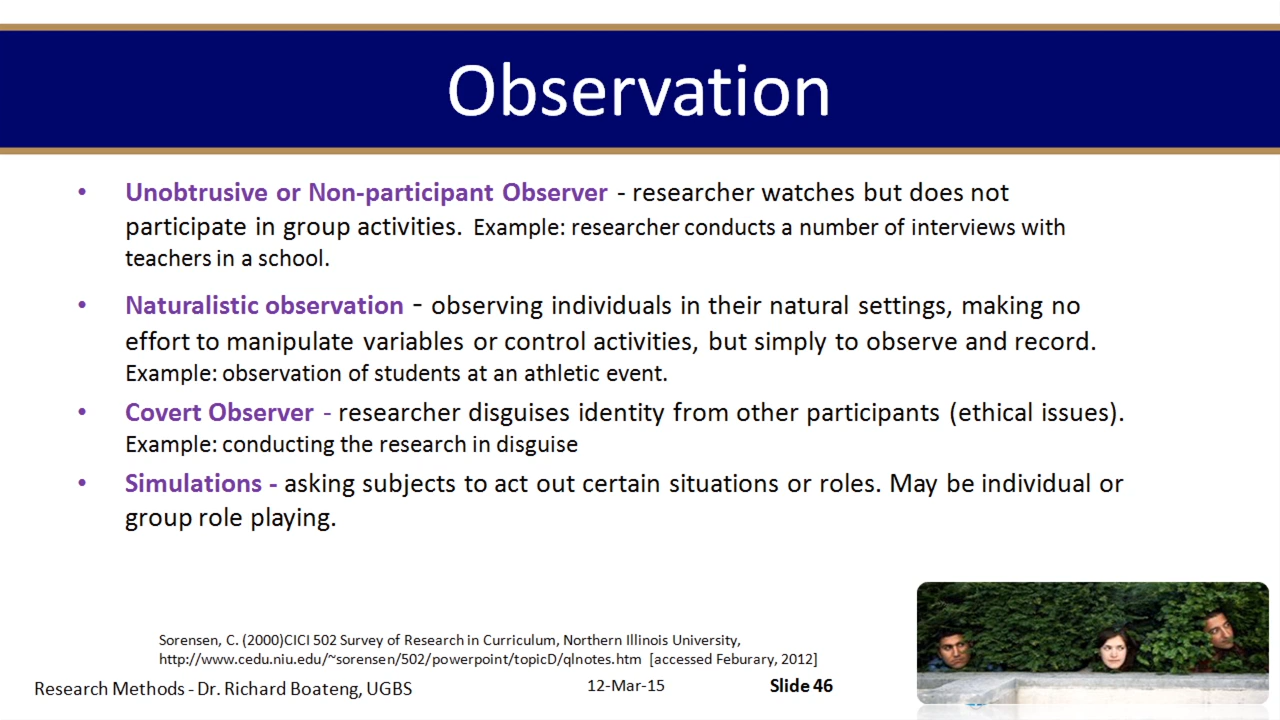 Observation
• Unobtrusive or Non-participant Observer - researcher watches but does not
participate in group activities. Example: researcher conducts a number of interviews with
teachers in a school.
• Naturalistic observation - observing individuals in their natural settings, making no
effort to manipulate variables or control activities, but simply to observe and record.
Example: observation of students at an athletic event.
• Covert Observer - researcher disguises identity from other participants (ethical issues).
Example: conducting the research in disguise
• Simulations - asking subjects to act out certain situations or roles. May be individual or
group role playing.
Sorensen, C. (2000)CICI 502 Survey of Research in Curriculum, Northern Illinois University,
http://www.cedu.niu.edu/~sorensen/502/powerpoint/topicD/qlnotes.htm [accessed Feburary, 2012]
Research Methods - Dr. Richard Boateng, UGBS
12-Mar-15
Slide 46